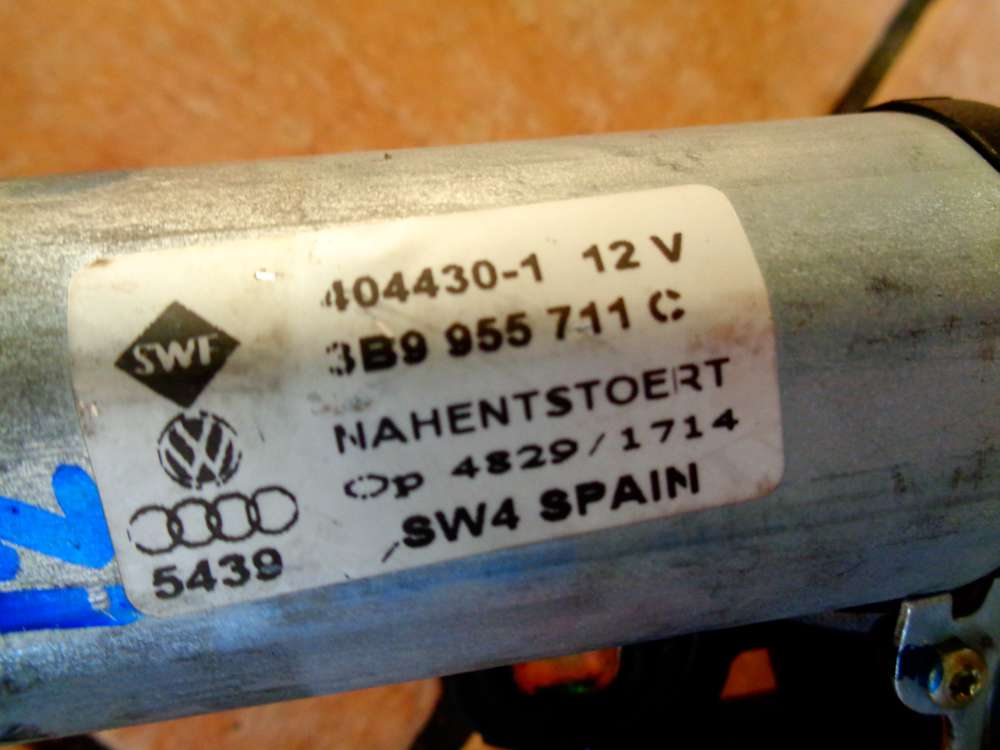 404430-1 12 V
3B9 955 711 C
SWF
NAHENTSTOERT
Op 4829/1714
SW4 SPAIN
5439